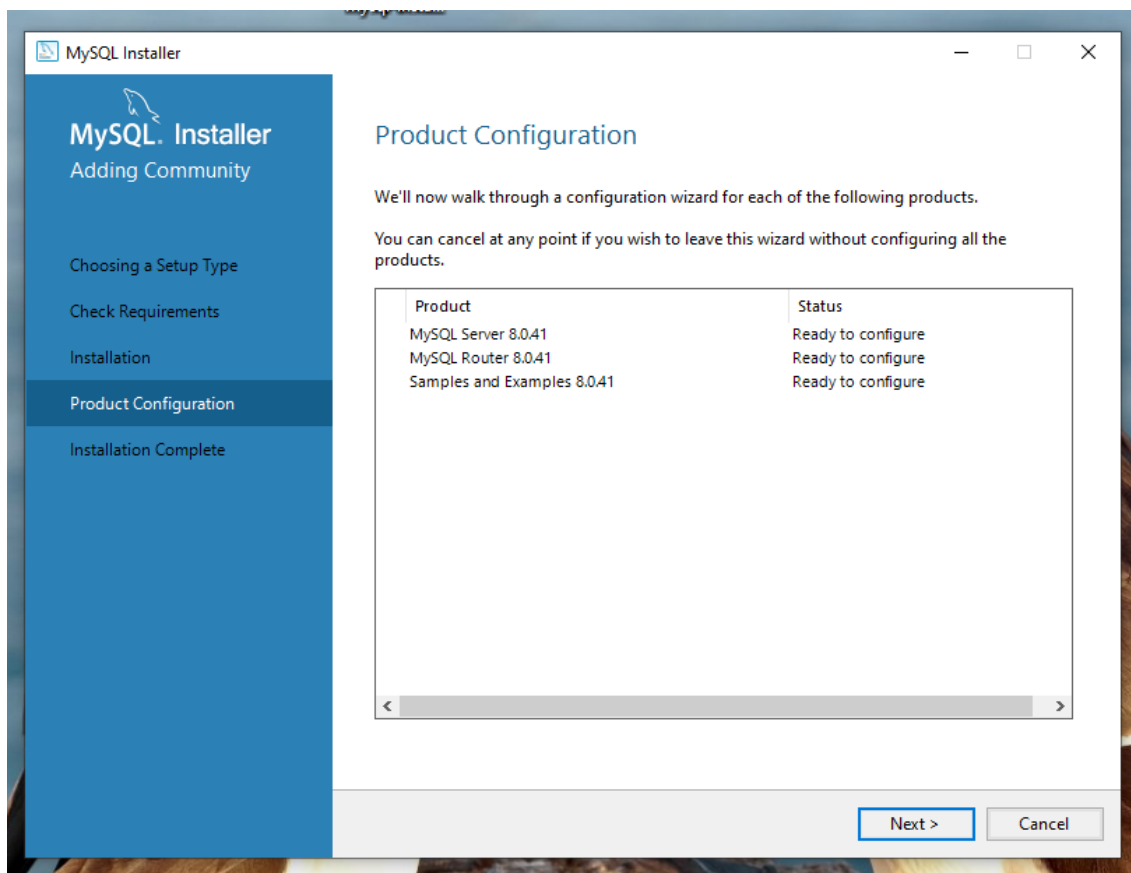 MySQL Installer
MySQL. Installer
Adding Community
Choosing a Setup Type
Check Requirements
Installation
Product Configuration
Installation Complete
Product Configuration
We'll now walk through a configuration wizard for each of the following products.
You can cancel at any point if you wish to leave this wizard without configuring all the
products.
Product Status
MySQL Server 8.0.41 Ready to configure
MySQL Router 8.0.41 Ready to configure
Samples and Examples 8.0.41 Ready to configure
Next > Cancel